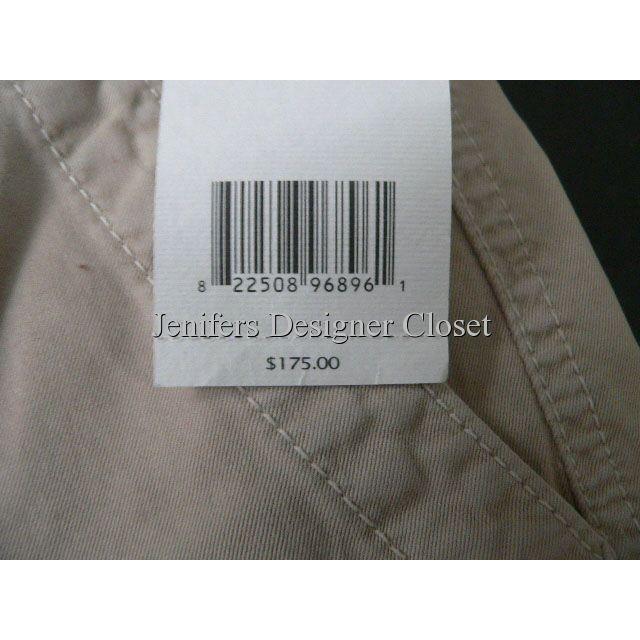 8 22508 96896 1
Jenifers Designer Closet
$175.00